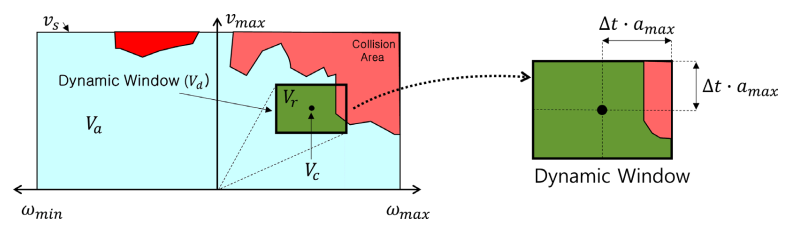 v_s
v_max
Collision
Area
Dynamic Window (V_d)
V_r
V_a
V_c
ω_min
ω_max
Δt · a_max
Δt · a_max
Dynamic Window